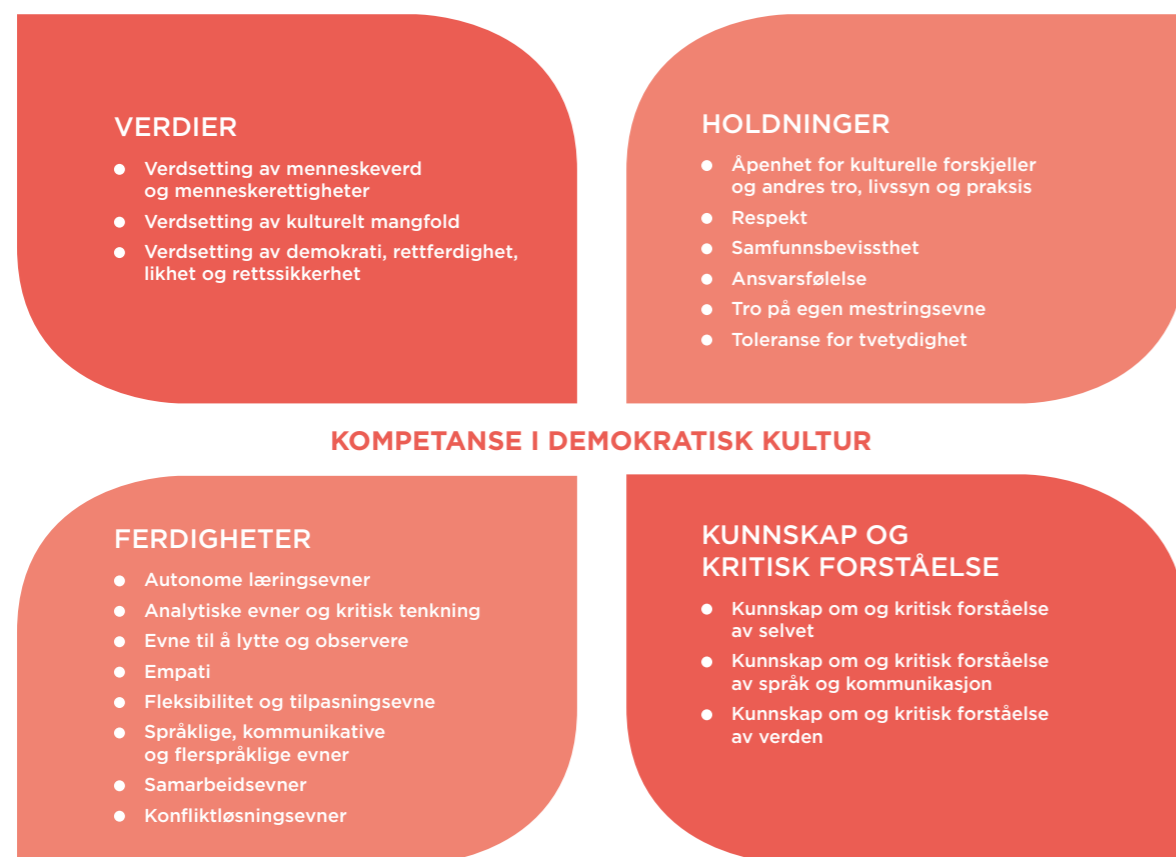 VERDIER
Verdsetting av menneskeverd
og menneskerettigheter
Verdsetting av kulturelt mangfold
Verdsetting av demokrati, rettferdighet,
likhet og rettssikkerhet
HOLDNINGER
Åpenhet for kulturelle forskjeller
og andres tro, livssyn og praksis
Respekt
Samfunnsbevissthet
Ansvarsfølelse
Tro på egen mestringsevne
Toleranse for tvetydighet
KOMPETANSE I DEMOKRATISK KULTUR
FERDIGHETER
Autonome læringsevner
Analytiske evner og kritisk tenkning
Evne til å lytte og observere
Empati
Fleksibilitet og tilpasningsevne
Språklige, kommunikative
og flerspråklige evner
Samarbeidsevner
Konfliktløsningsevner
KUNNSKAP OG
KRITISK FORSTÅELSE
Kunnskap om og kritisk forståelse
av selvet
Kunnskap om og kritisk forståelse
av språk og kommunikasjon
Kunnskap om og kritisk forståelse
av verden